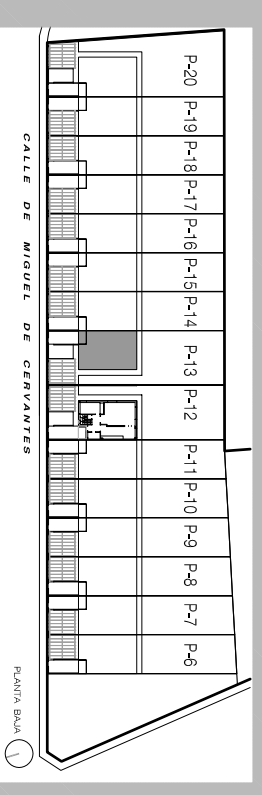 P-20
P-19
P-18
P-17
P-16
P-15
P-14
P-13
P-12
P-11
P-10
P-9
P-8
P-7
P-6
CALLE DE MIGUEL DE CERVANTES
PLANTA BAJA